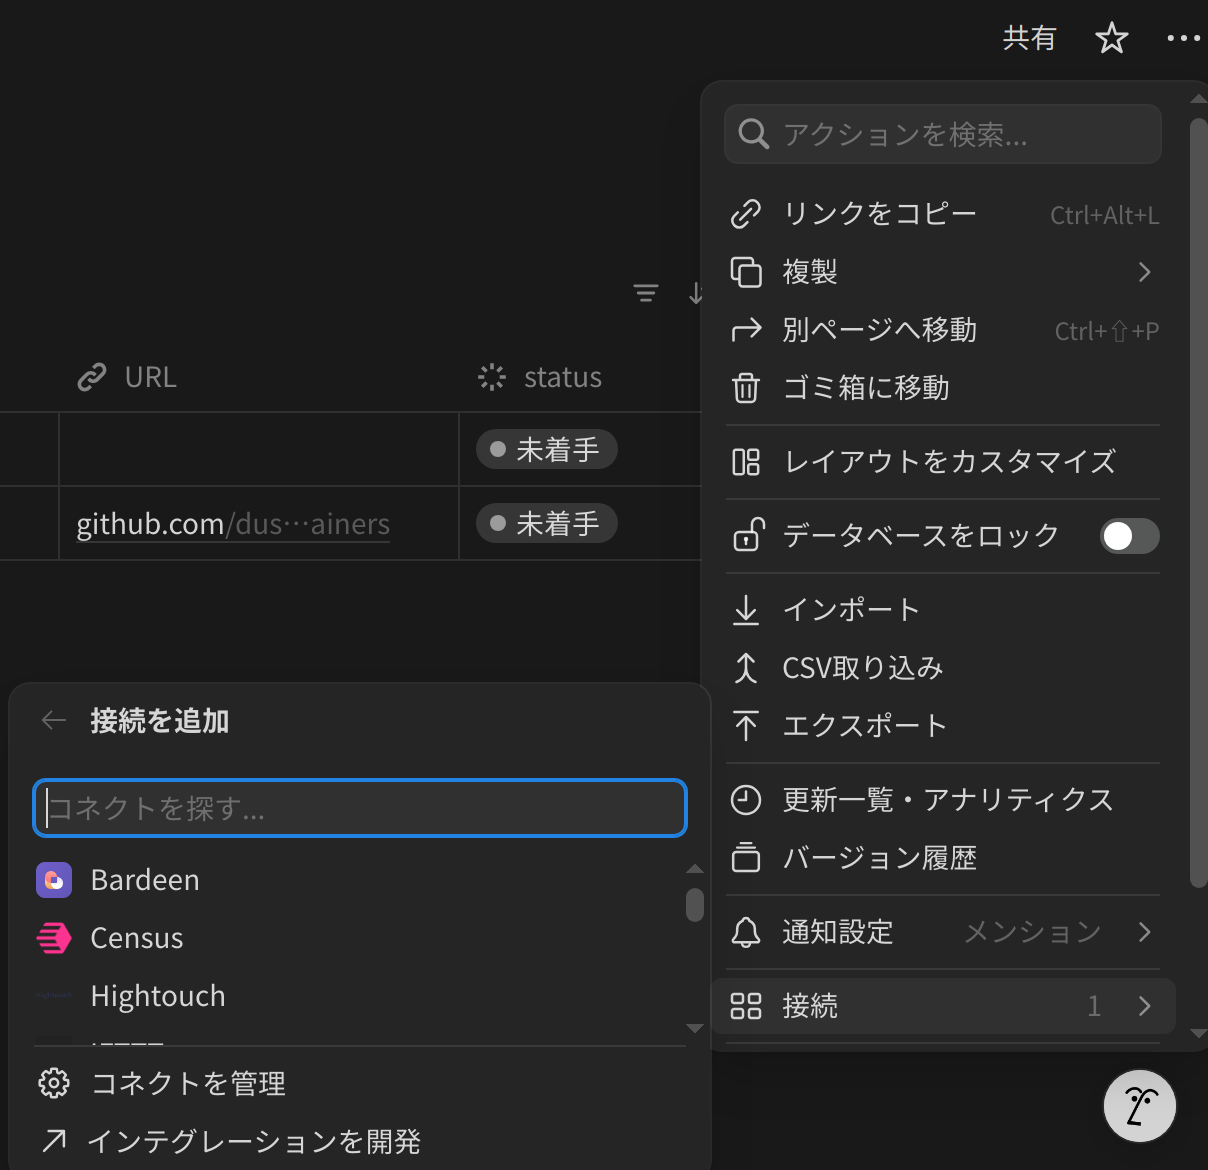 共有
アクションを検索...
リンクをコピー Ctrl+Alt+L
複製
別ページへ移動 Ctrl+⇧+P
ゴミ箱に移動
レイアウトをカスタマイズ
データベースをロック
インポート
CSV取り込み
エクスポート
更新一覧・アナリティクス
バージョン履歴
通知設定 メンション
接続 1
URL status
未着手
github.com/dus…ainers 未着手
接続を追加
コネクトを探す...
Bardeen
Census
Hightouch
コネクトを管理
インテグレーションを開発